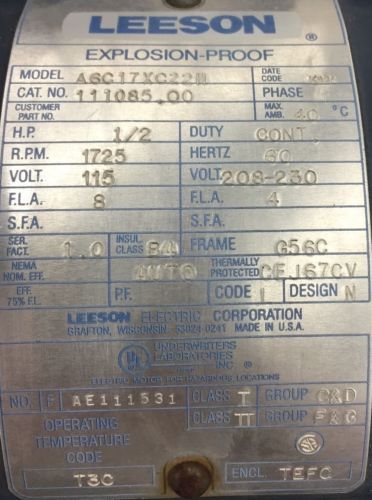 LEESON
EXPLOSION-PROOF
MODEL A6C17XC22 DATE CODE
CAT. NO. 111085.00 PHASE
CUSTOMER PART NO. MAX. AMB. 40 °C
H.P. 1/2 DUTY CONT.
R.P.M. 1725 HERTZ 60
VOLT. 115 VOLT. 208-230
F.L.A. 8 F.L.A. 4
S.F.A. S.F.A.
SER. FACT. 1.0 INSUL CLASS FRAME G56C
NEMA NOM. EFF. AUTO THERMALLY PROTECTED CFJ67CV
EFF 75% F.L. P.F. CODE DESIGN N
LEESON ELECTRIC CORPORATION
GRAFTON, WISCONSIN 53024-0241 MADE IN U.S.A.
UL UNDERWRITERS LABORATORIES INC.®
ELECTRIC MOTOR FOR HAZARDOUS LOCATIONS
NO. F AE111531 CLASS I GROUP C&D
CLASS II GROUP F&G
OPERATING TEMPERATURE CODE
T3C ENCL. TEFC